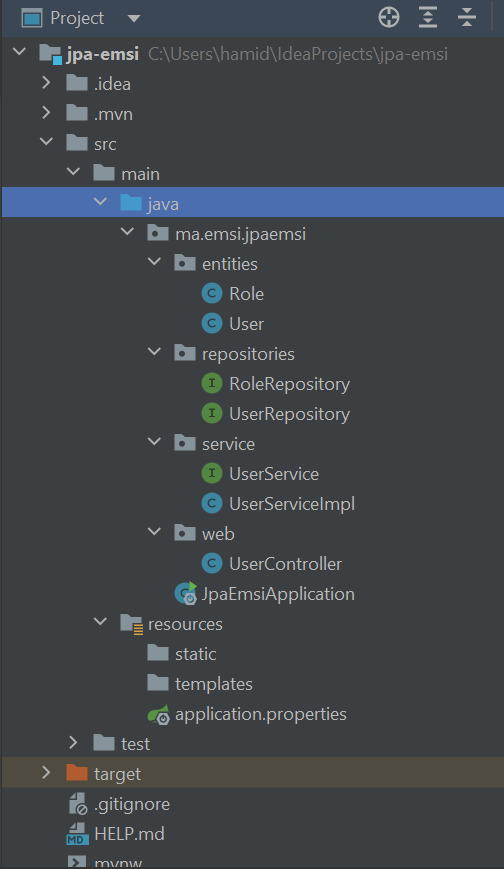 Project
jpa-emsi C:\Users\hamid\IdeaProjects\jpa-emsi
.idea
.mvn
src
main
java
ma.emsi.jpaemsi
entities
C Role
C User
repositories
I RoleRepository
I UserRepository
service
I UserService
C UserServiceImpl
web
C UserController
JpaEmsiApplication
resources
static
templates
application.properties
test
target
.gitignore
MD HELP.md
mvnw